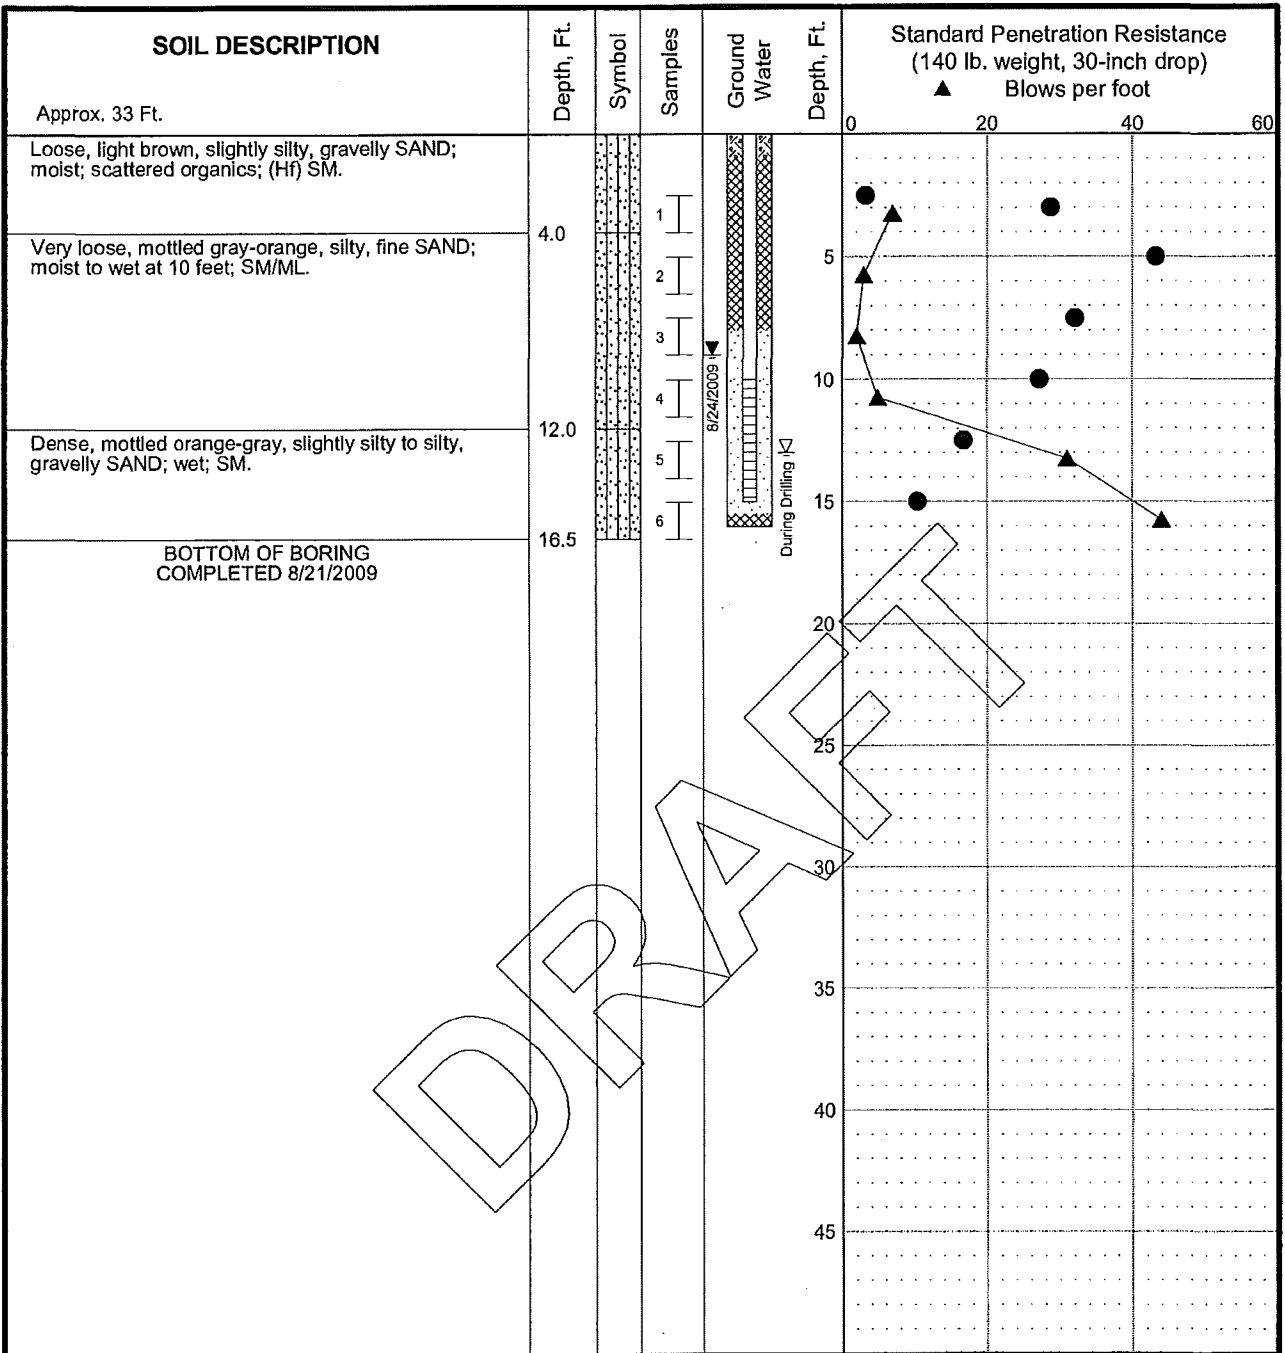 SOIL DESCRIPTION
Approx. 33 Ft.
Depth, Ft.
Symbol
Samples
Ground Water
Depth, Ft.
Standard Penetration Resistance
(140 lb. weight, 30-inch drop)
▲ Blows per foot
0 20 40 60
Loose, light brown, slightly silty, gravelly SAND;
moist; scattered organics; (Hf) SM.
4.0
Very loose, mottled gray-orange, silty, fine SAND;
moist to wet at 10 feet; SM/ML.
12.0
Dense, mottled orange-gray, slightly silty to silty,
gravelly SAND; wet; SM.
16.5
BOTTOM OF BORING
COMPLETED 8/21/2009
1
2
3
4
5
6
8/24/2009
During Drilling
5
10
15
20
25
30
35
40
45
DRAFT